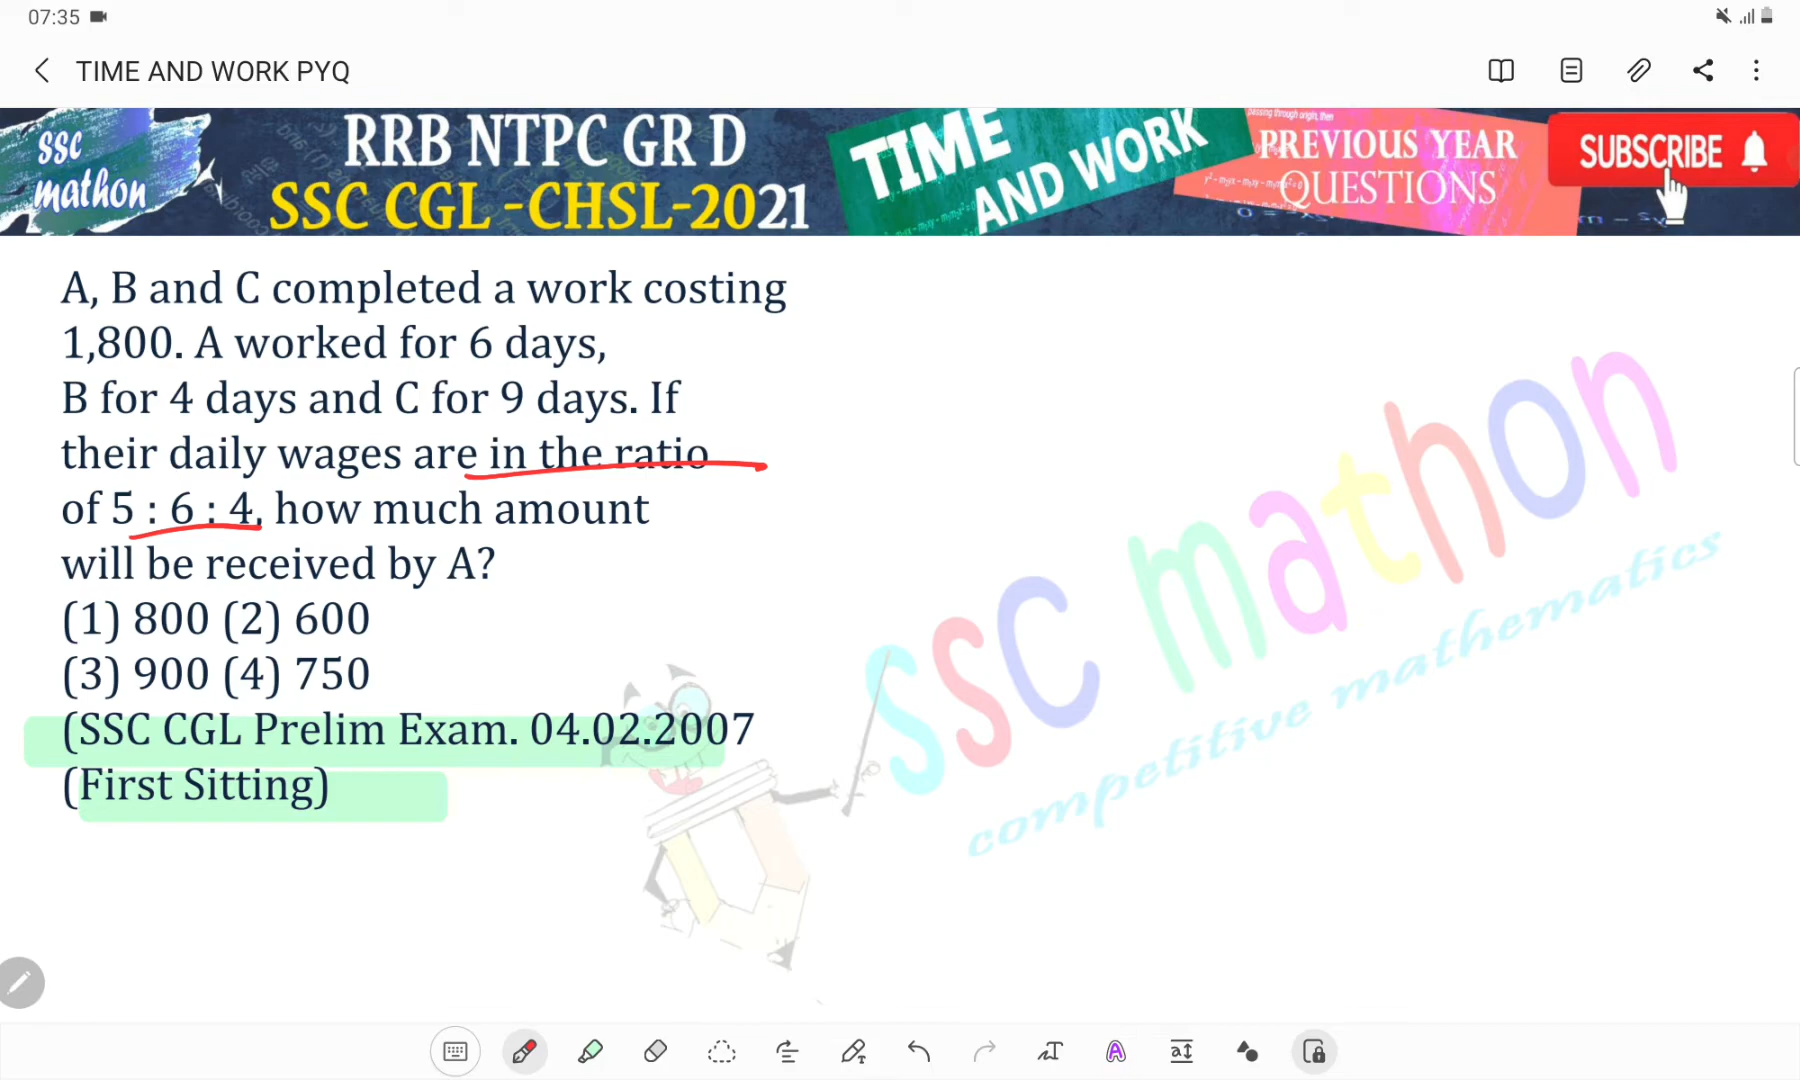 07:35
TIME AND WORK PYQ
ssc
mathon
RRB NTPC GR D
SSC CGL -CHSL-2021
TIME
AND WORK
passing through origin, then
PREVIOUS YEAR
QUESTIONS
SUBSCRIBE
A, B and C completed a work costing
1,800. A worked for 6 days,
B for 4 days and C for 9 days. If
their daily wages are in the ratio
of 5 : 6 : 4, how much amount
will be received by A?
(1) 800 (2) 600
(3) 900 (4) 750
(SSC CGL Prelim Exam. 04.02.2007
(First Sitting)
ssc mathon
competitive mathematics